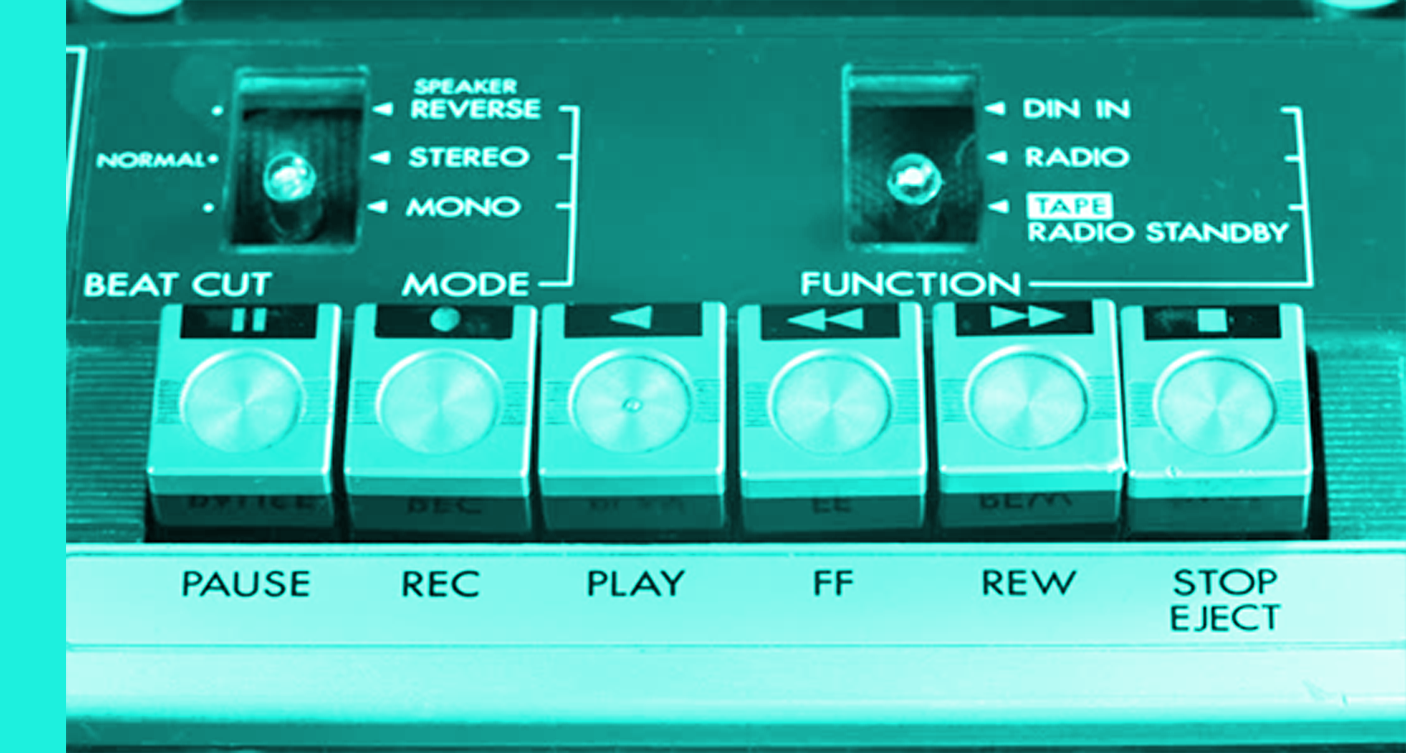 SPEAKER
REVERSE
NORMAL
STEREO
MONO
BEAT CUT
MODE
DIN IN
RADIO
TAPE
RADIO STANDBY
FUNCTION
PAUSE
REC
PLAY
FF
REW
STOP
EJECT